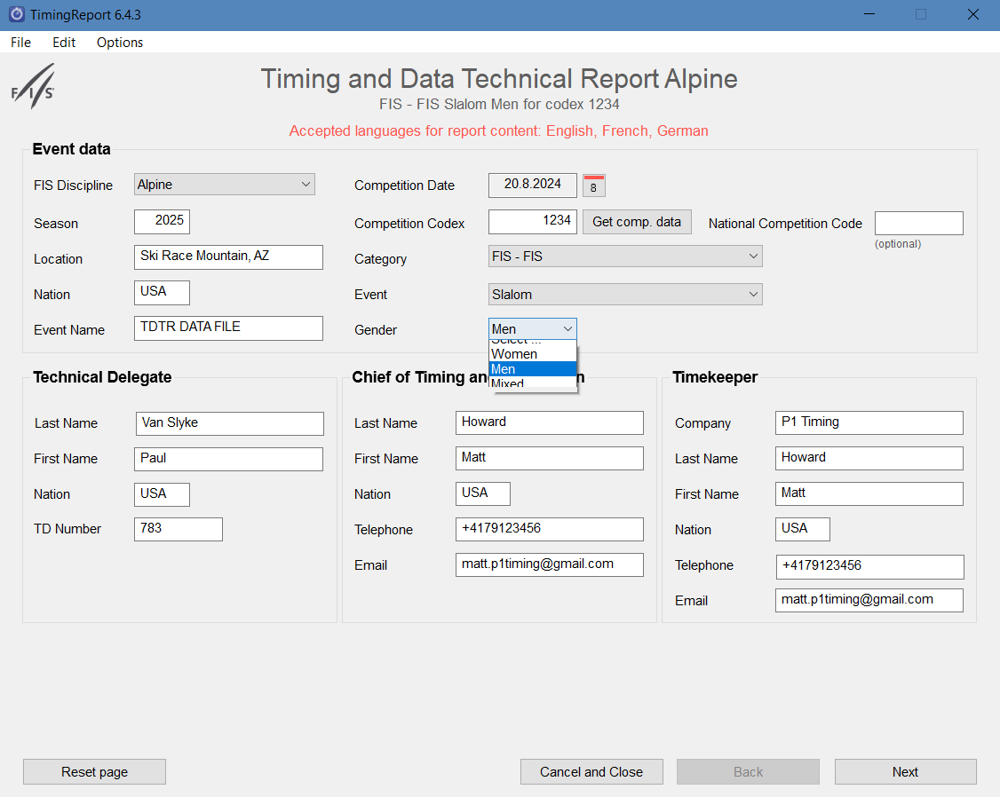 TimingReport 6.4.3
File Edit Options
FIS
Timing and Data Technical Report Alpine
FIS - FIS Slalom Men for codex 1234
Accepted languages for report content: English, French, German
Event data
FIS Discipline Alpine Competition Date 20.8.2024 8
Season 2025 Competition Codex 1234 Get comp. data National Competition Code
(optional)
Location Ski Race Mountain, AZ Category FIS - FIS
Nation USA Event Slalom
Event Name TDTR DATA FILE Gender Men
Select ...
Women
Men
Mixed
Technical Delegate
Last Name Van Slyke
First Name Paul
Nation USA
TD Number 783
Chief of Timing an
Last Name Howard
First Name Matt
Nation USA
Telephone +4179123456
Email matt.p1timing@gmail.com
Timekeeper
Company P1 Timing
Last Name Howard
First Name Matt
Nation USA
Telephone +4179123456
Email matt.p1timing@gmail.com
Reset page Cancel and Close Back Next